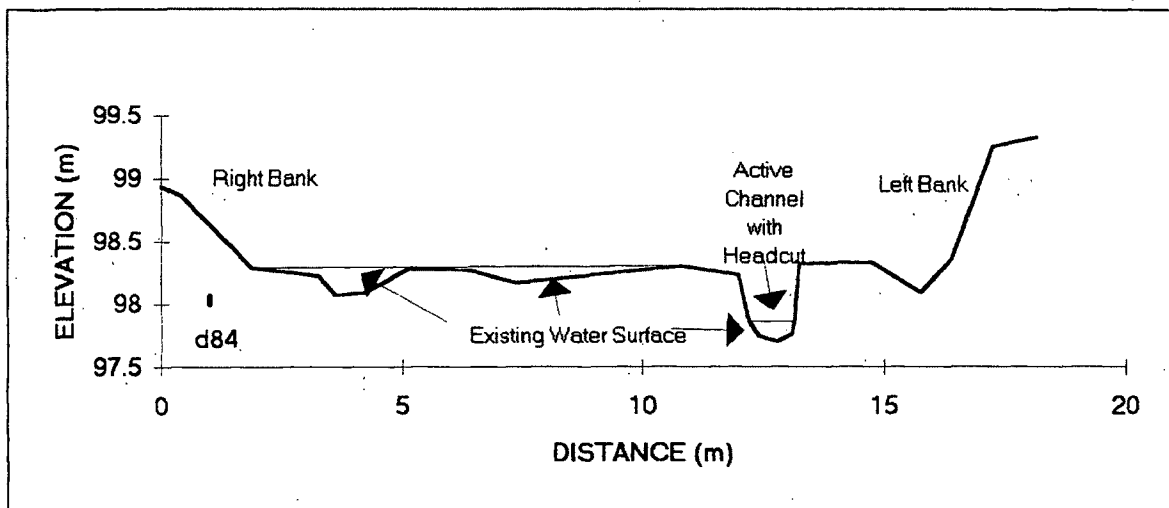 99.5
99
98.5
98
97.5
ELEVATION (m)
Right Bank
Active
Channel
with
Headcut
Left Bank
d84
Existing Water Surface
0
5
10
15
20
DISTANCE (m)